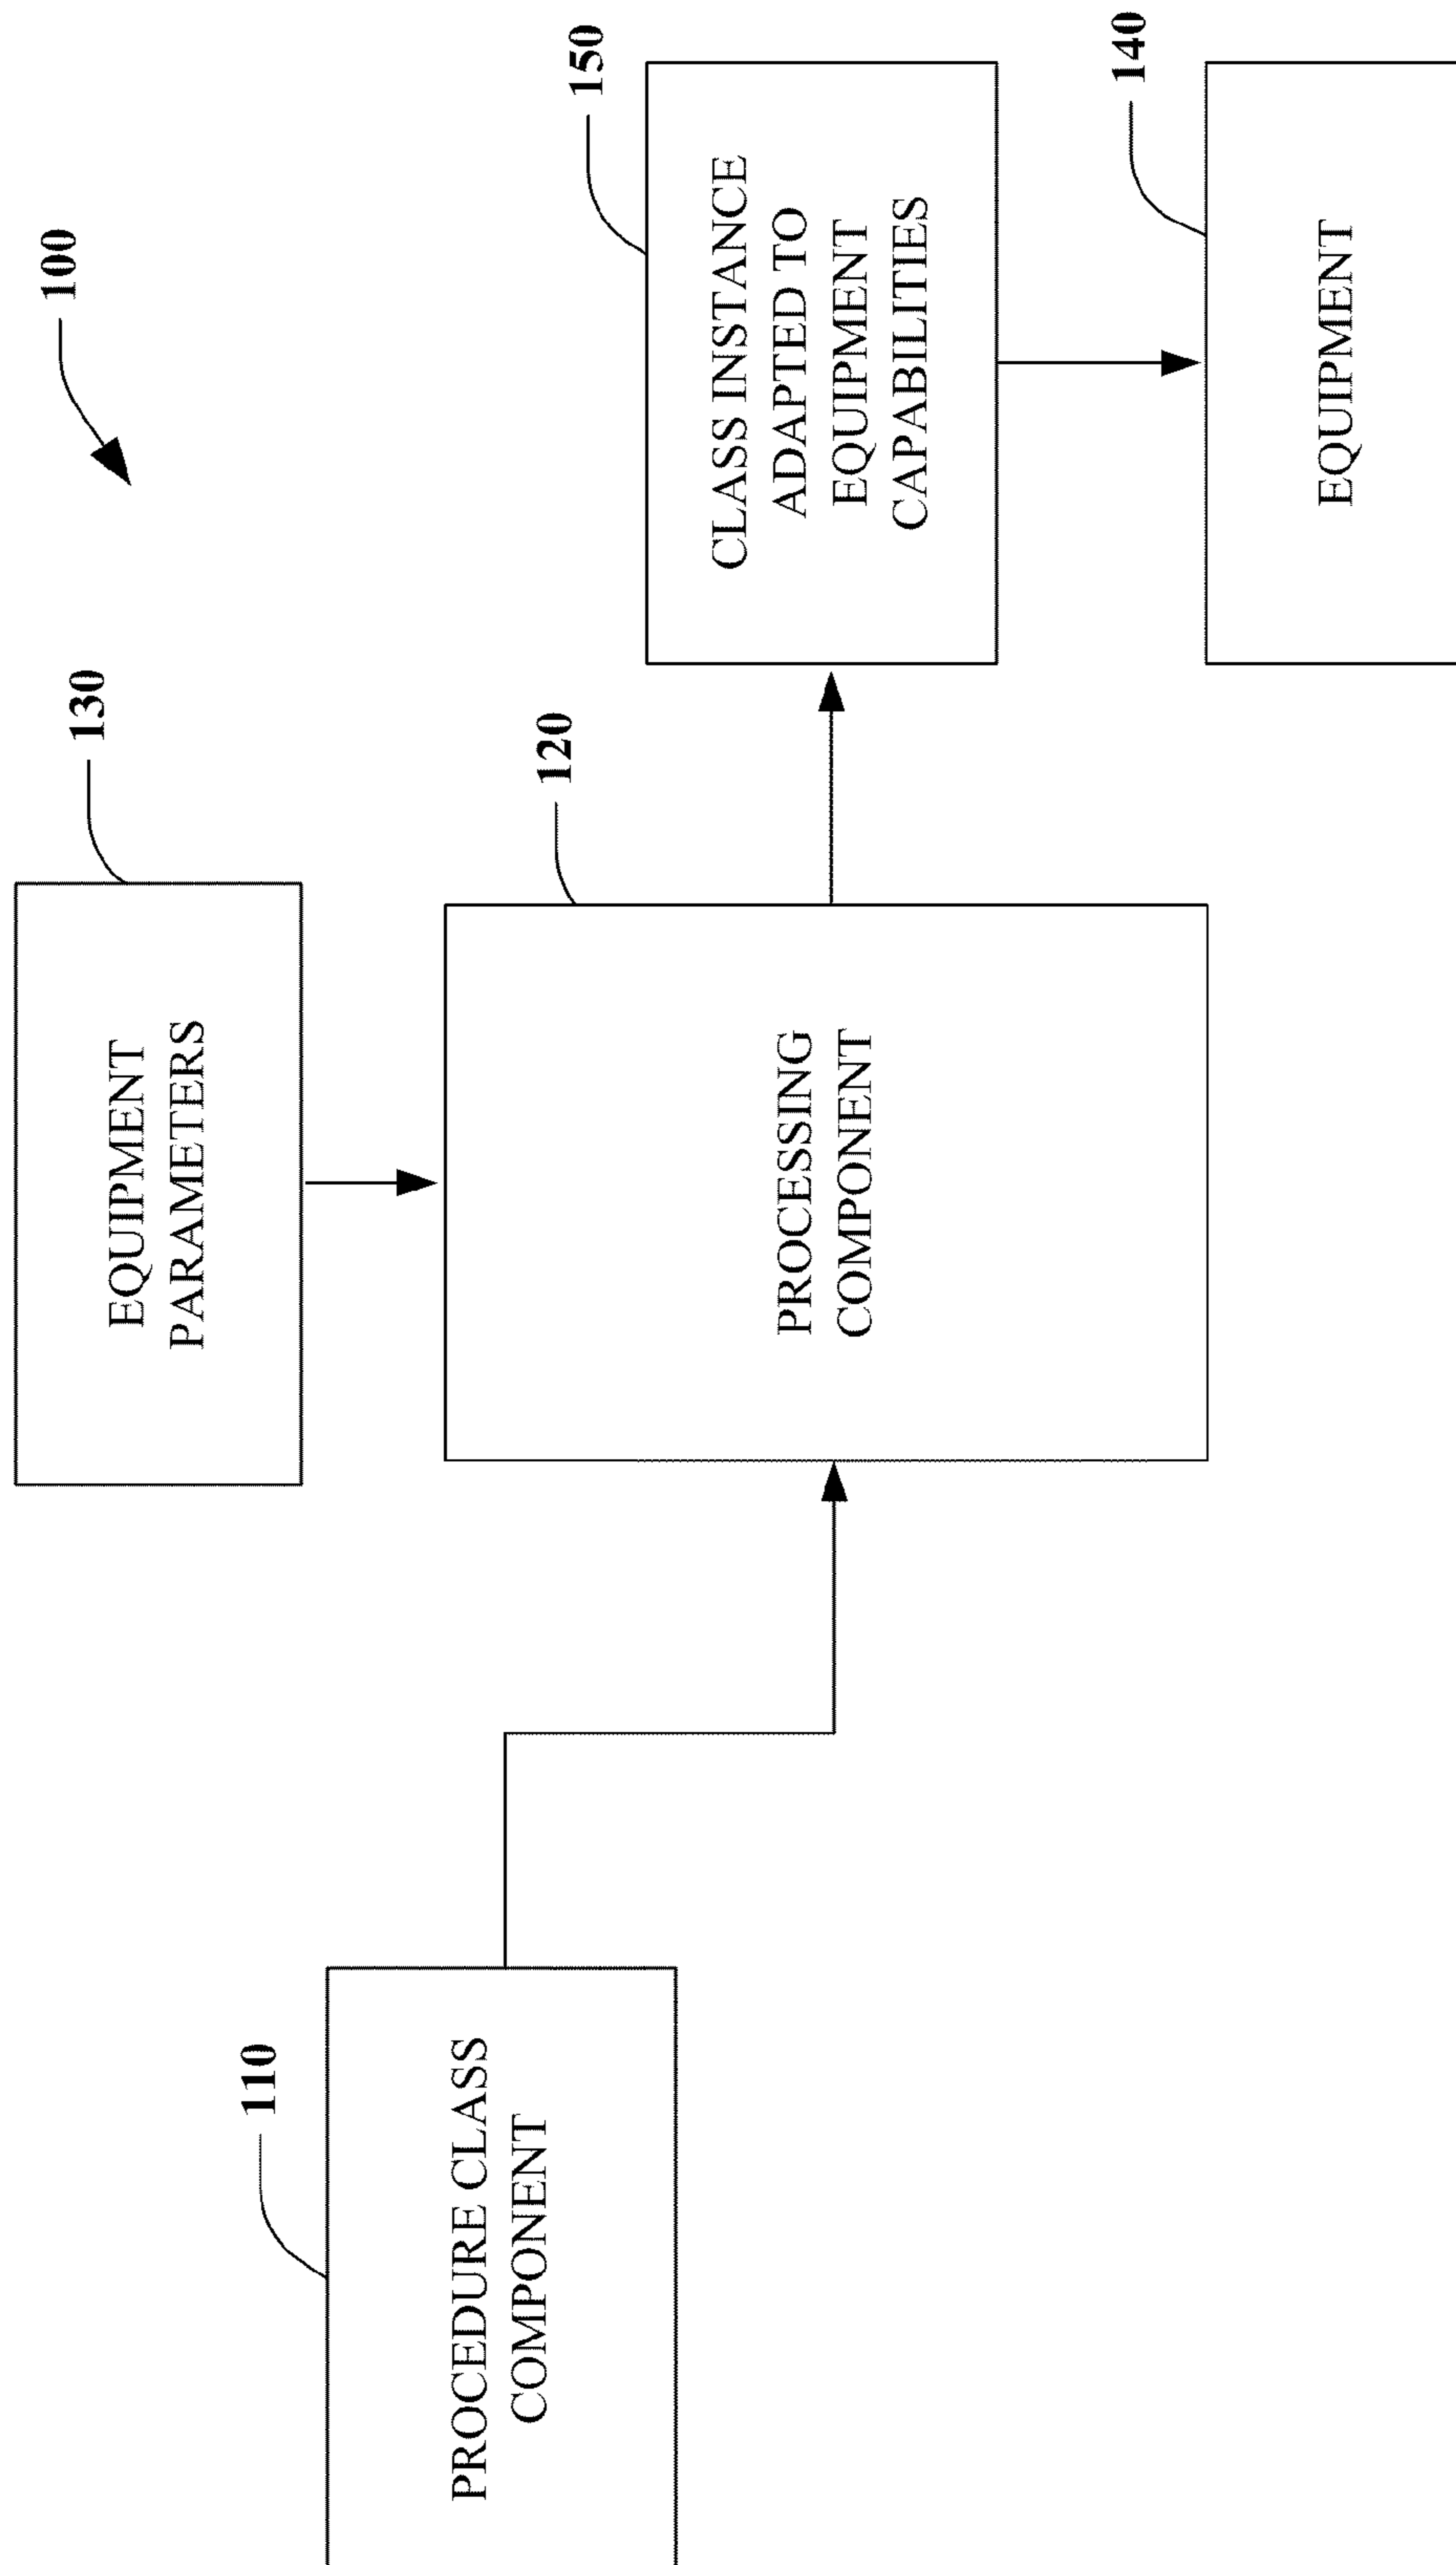 100
130
EQUIPMENT
PARAMETERS
110
PROCEDURE CLASS
COMPONENT
120
PROCESSING
COMPONENT
150
CLASS INSTANCE
ADAPTED TO
EQUIPMENT
CAPABILITIES
140
EQUIPMENT